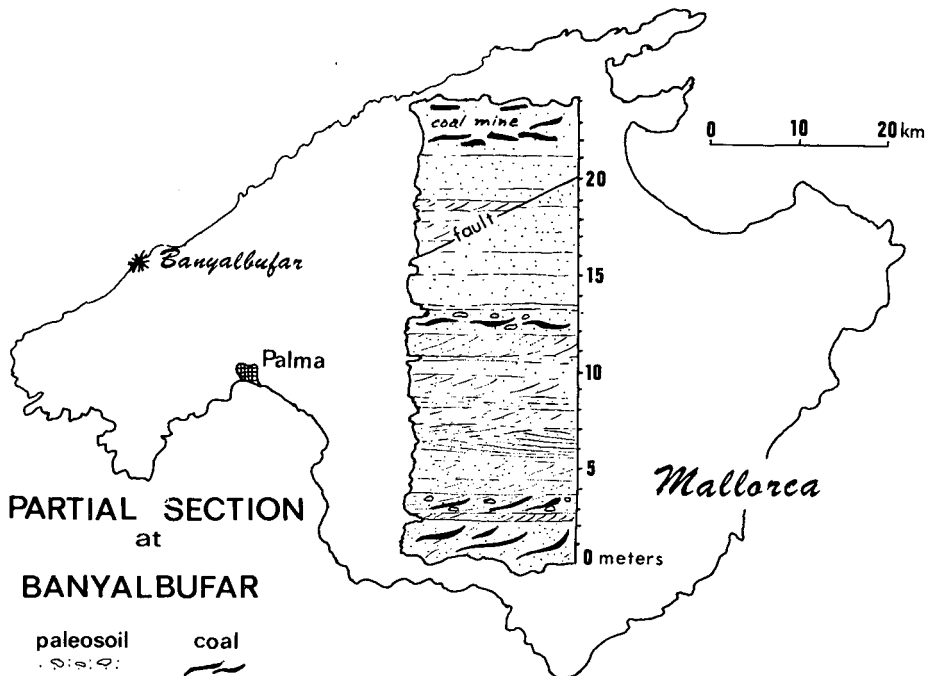 coal mine
0 10 20 km
20
fault
15
Banyalbufar
Palma
10
5
Mallorca
0 meters
PARTIAL SECTION
at
BANYALBUFAR
paleosoil coal